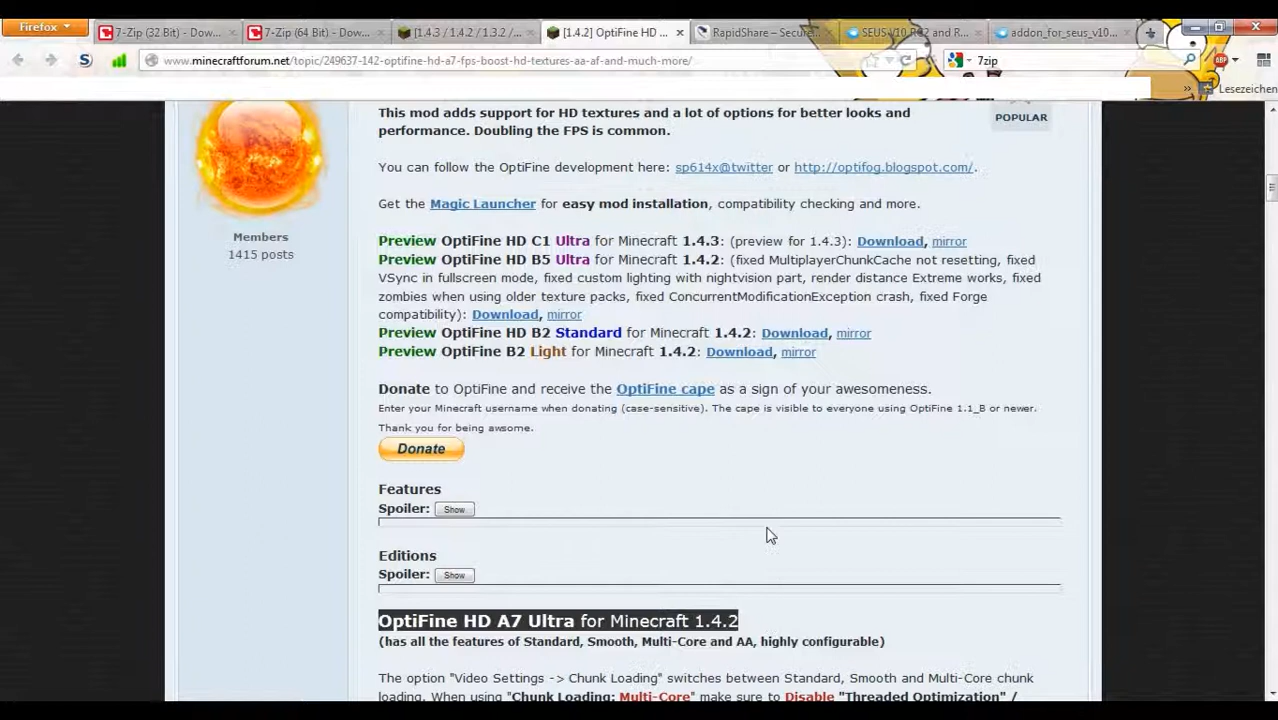 Firefox
7-Zip (32 Bit) - Dow...
7-Zip (64 Bit) - Dow...
[1.4.3 / 1.4.2 / 1.3.2 /...
[1.4.2] OptiFine HD ...
RapidShare – Secure...
SEUS v10 RC2 and R...
addon_for_seus_v10...
www.minecraftforum.net/topic/249637-142-optifine-hd-a7-fps-boost-hd-textures-aa-af-and-much-more/
7zip
ABP
» Lesezeichen
This mod adds support for HD textures and a lot of options for better looks and
performance. Doubling the FPS is common.
POPULAR
You can follow the OptiFine development here: sp614x@twitter or http://optifog.blogspot.com/.
Get the Magic Launcher for easy mod installation, compatibility checking and more.
Members
1415 posts
Preview OptiFine HD C1 Ultra for Minecraft 1.4.3: (preview for 1.4.3): Download, mirror
Preview OptiFine HD B5 Ultra for Minecraft 1.4.2: (fixed MultiplayerChunkCache not resetting, fixed
VSync in fullscreen mode, fixed custom lighting with nightvision part, render distance Extreme works, fixed
zombies when using older texture packs, fixed ConcurrentModificationException crash, fixed Forge
compatibility): Download, mirror
Preview OptiFine HD B2 Standard for Minecraft 1.4.2: Download, mirror
Preview OptiFine B2 Light for Minecraft 1.4.2: Download, mirror
Donate to OptiFine and receive the OptiFine cape as a sign of your awesomeness.
Enter your Minecraft username when donating (case-sensitive). The cape is visible to everyone using OptiFine 1.1_B or newer.
Thank you for being awsome.
Donate
Features
Spoiler: Show
Editions
Spoiler: Show
OptiFine HD A7 Ultra for Minecraft 1.4.2
(has all the features of Standard, Smooth, Multi-Core and AA, highly configurable)
The option "Video Settings -> Chunk Loading" switches between Standard, Smooth and Multi-Core chunk
loading. When using "Chunk Loading: Multi-Core" make sure to Disable "Threaded Optimization" /